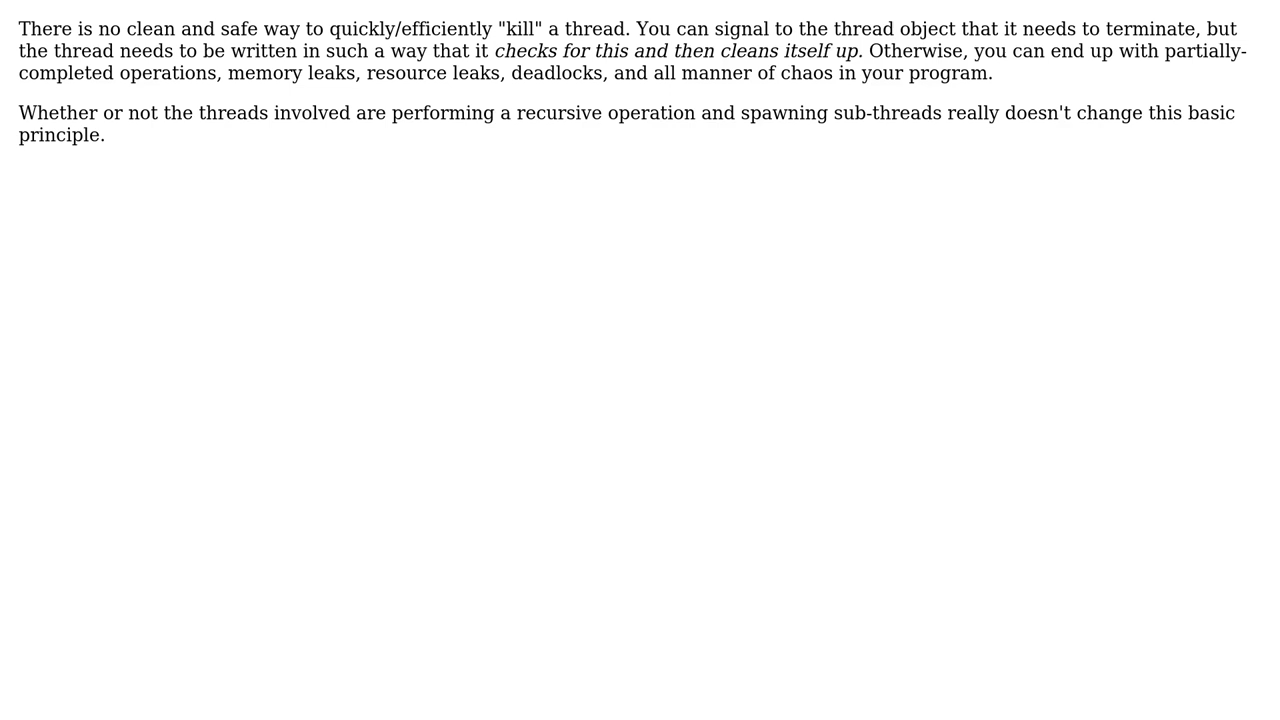 There is no clean and safe way to quickly/efficiently "kill" a thread. You can signal to the thread object that it needs to terminate, but
the thread needs to be written in such a way that it checks for this and then cleans itself up. Otherwise, you can end up with partially-
completed operations, memory leaks, resource leaks, deadlocks, and all manner of chaos in your program.
Whether or not the threads involved are performing a recursive operation and spawning sub-threads really doesn't change this basic
principle.